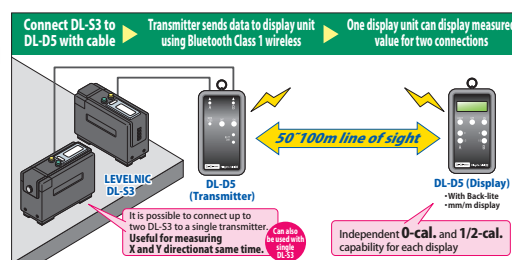 Connect DL-S3 to
DL-D5 with cable
Transmitter sends data to display unit
using Bluetooth Class 1 wireless
One display unit can display measured
value for two connections
50~100m line of sight
LEVELNIC
DL-S3
DL-D5
(Transmitter)
DL-D5 (Display)
・With Back-lite
・mm/m display
It is possible to connect up to
two DL-S3 to a single transmitter.
Useful for measuring
X and Y directionat same time.
Can also
be used with
single
DL-S3
Independent 0-cal. and 1/2-cal.
capability for each display